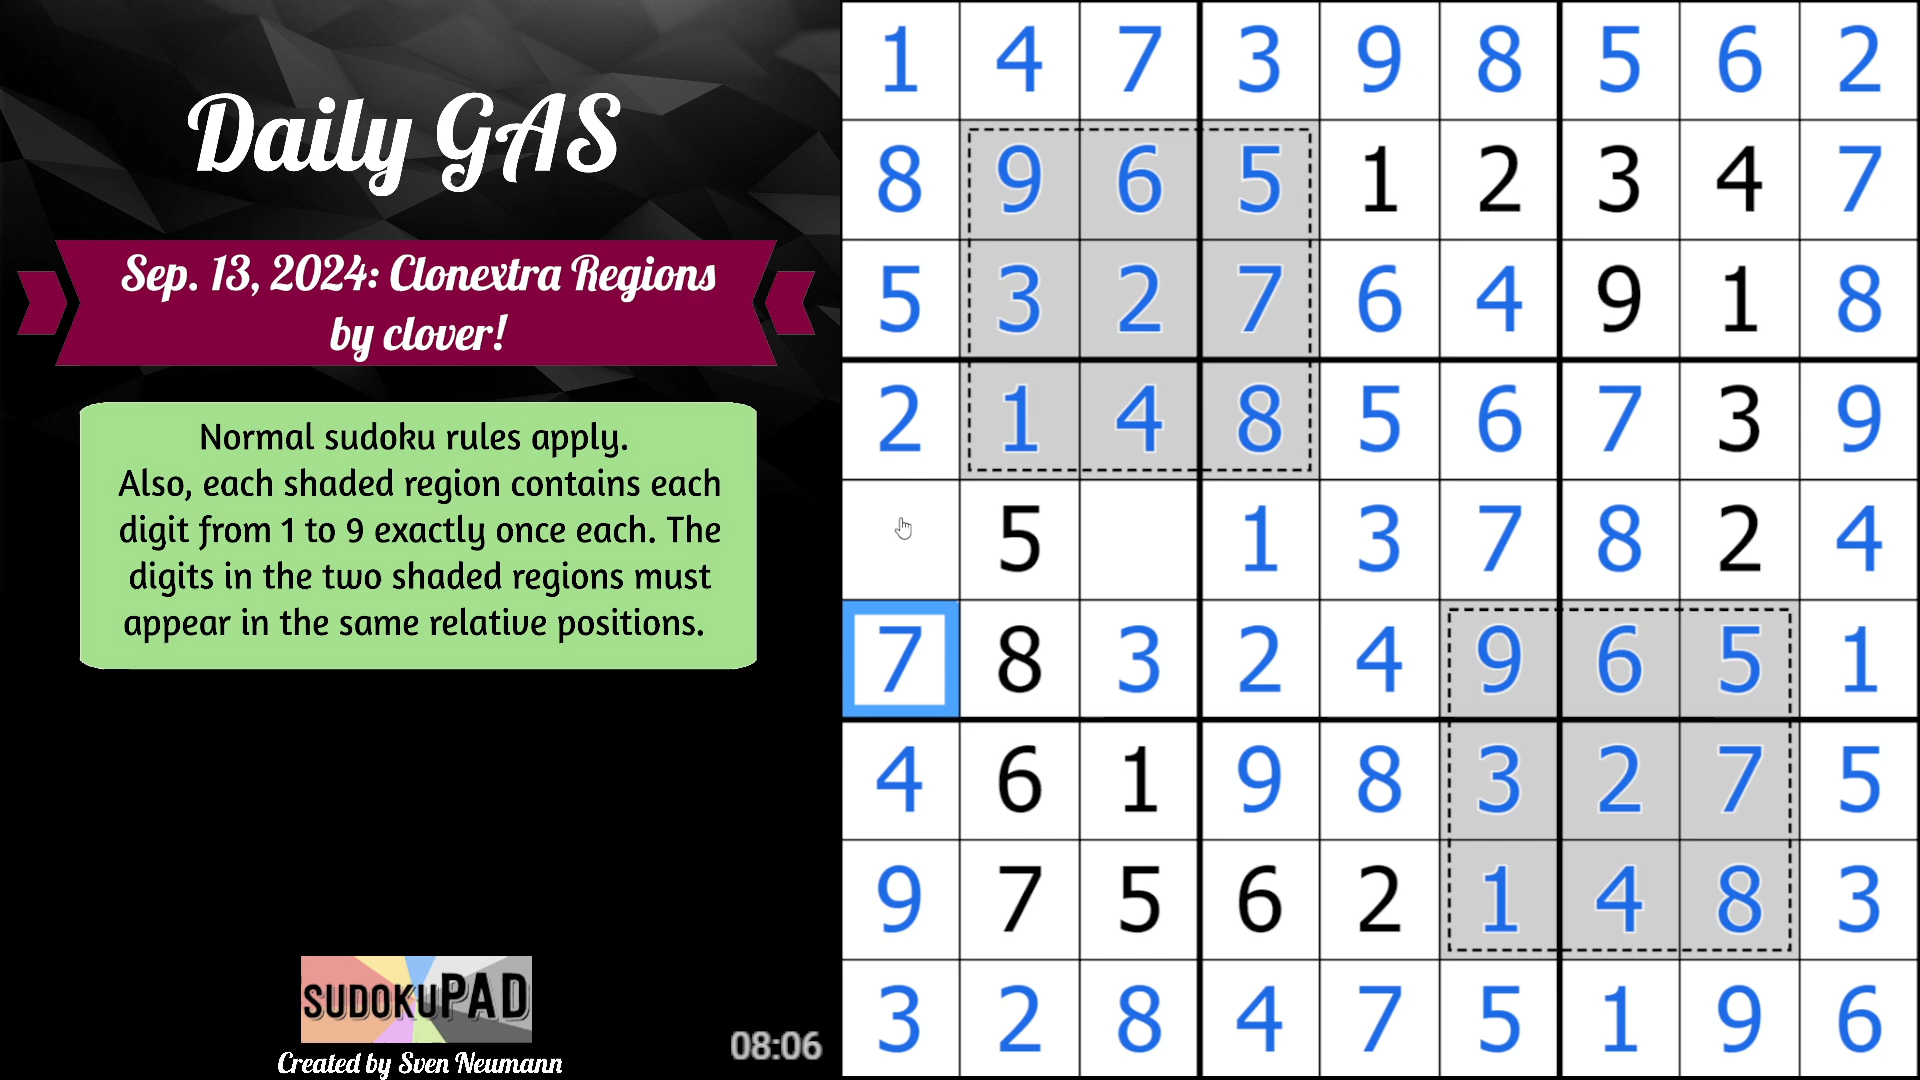 Daily GAS
Sep. 13, 2024: Clonextra Regions
by clover!
Normal sudoku rules apply.
Also, each shaded region contains each
digit from 1 to 9 exactly once each. The
digits in the two shaded regions must
appear in the same relative positions.
SUDOKUPAD
Created by Sven Neumann
08:06
1 4 7 3 9 8 5 6 2
8 9 6 5 1 2 3 4 7
5 3 2 7 6 4 9 1 8
2 1 4 8 5 6 7 3 9
5 1 3 7 8 2 4
7 8 3 2 4 9 6 5 1
4 6 1 9 8 3 2 7 5
9 7 5 6 2 1 4 8 3
3 2 8 4 7 5 1 9 6